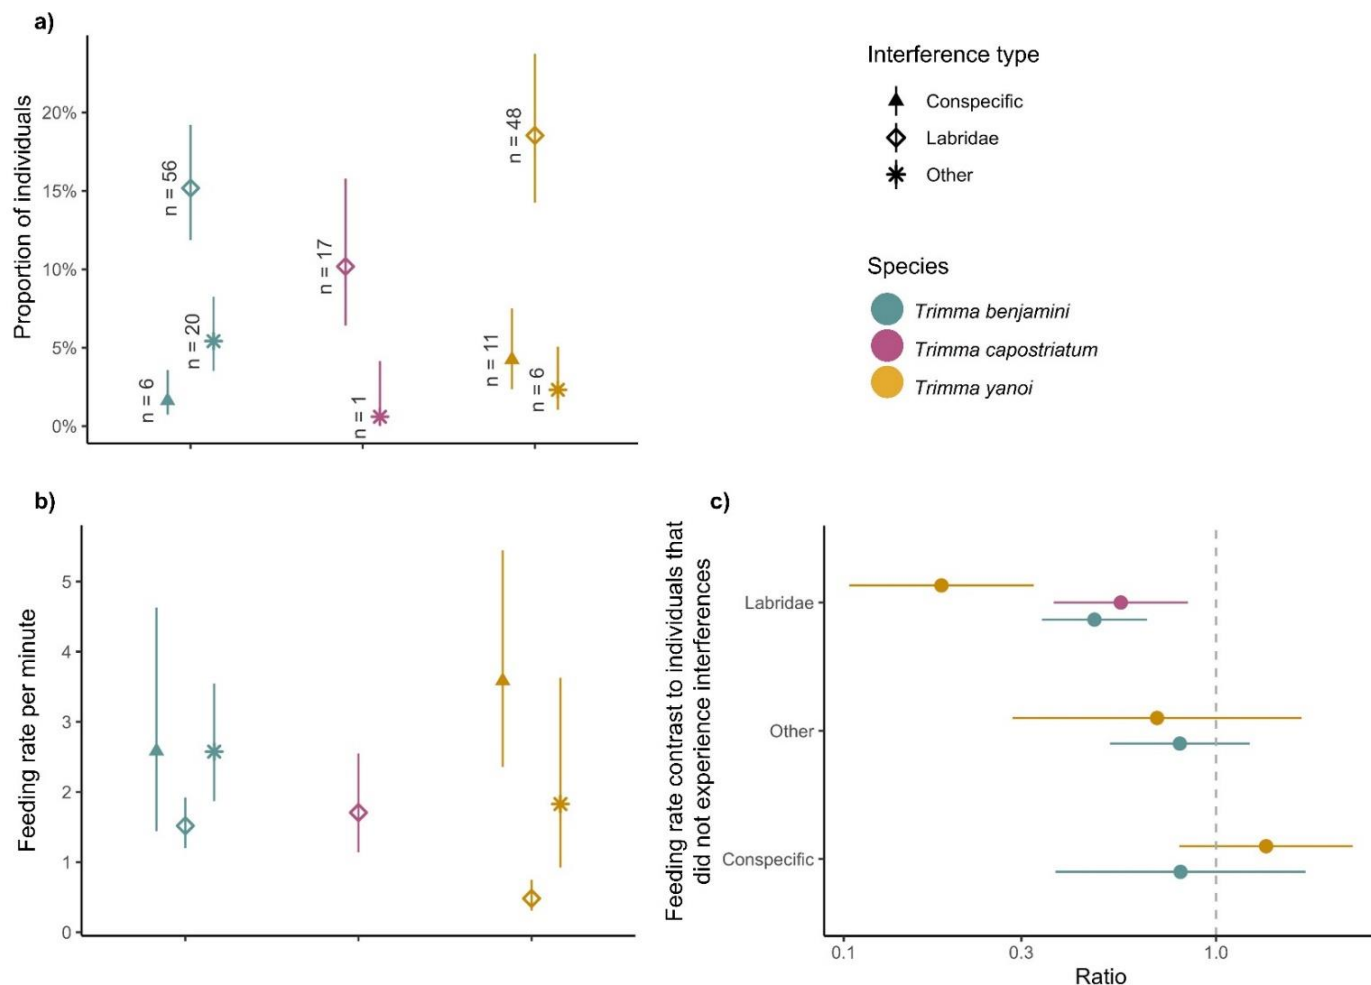 a)
Proportion of individuals
20%
15%
10%
5%
0%
n = 6
n = 56
n = 20
n = 17
n = 1
n = 11
n = 48
n = 6
Interference type
Conspecific
Labridae
Other
Species
Trimma benjamini
Trimma capostriatum
Trimma yanoi
b)
Feeding rate per minute
5
4
3
2
1
0
c)
Feeding rate contrast to individuals that
did not experience interferences
Labridae
Other
Conspecific
0.1
0.3
1.0
Ratio